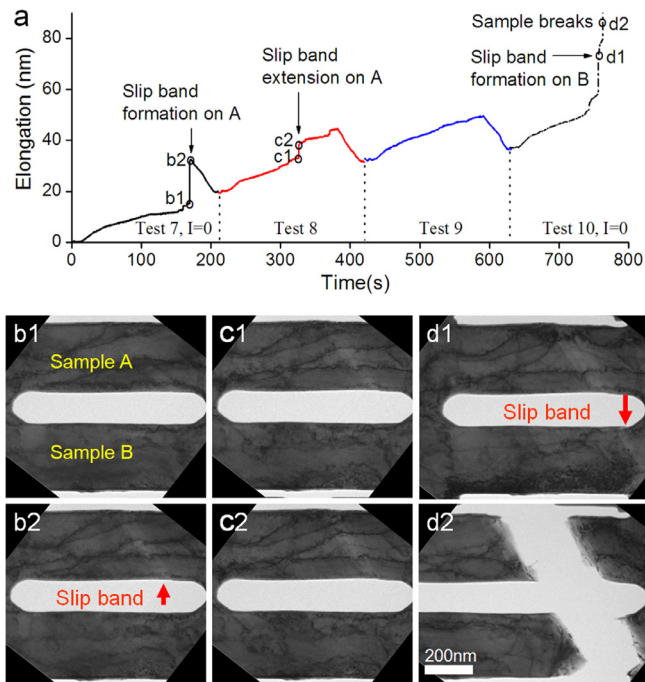 a
80
60
40
20
0
Elongation (nm)
Sample breaks
d2
Slip band
formation on B
d1
Slip band
extension on A
Slip band
formation on A
b2
b1
c2
c1
Test 7, I=0
Test 8
Test 9
Test 10, I=0
0
100
200
300
400
500
600
700
800
Time(s)
b1
Sample A
Sample B
c1
d1
Slip band
b2
Slip band
c2
d2
200nm